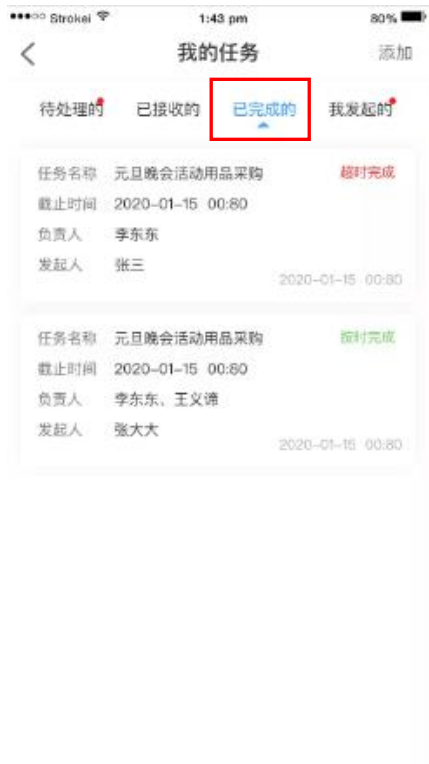 Strokei 1:43 pm 80%
我的任务 添加
待处理的 已接收的 已完成的 我发起的
任务名称 元旦晚会活动用品采购 超时完成
截止时间 2020-01-15 00:80
负责人 李东东
发起人 张三
2020-01-15 00:80
任务名称 元旦晚会活动用品采购 按时完成
截止时间 2020-01-15 00:80
负责人 李东东、王义谛
发起人 张大大
2020-01-15 00:80